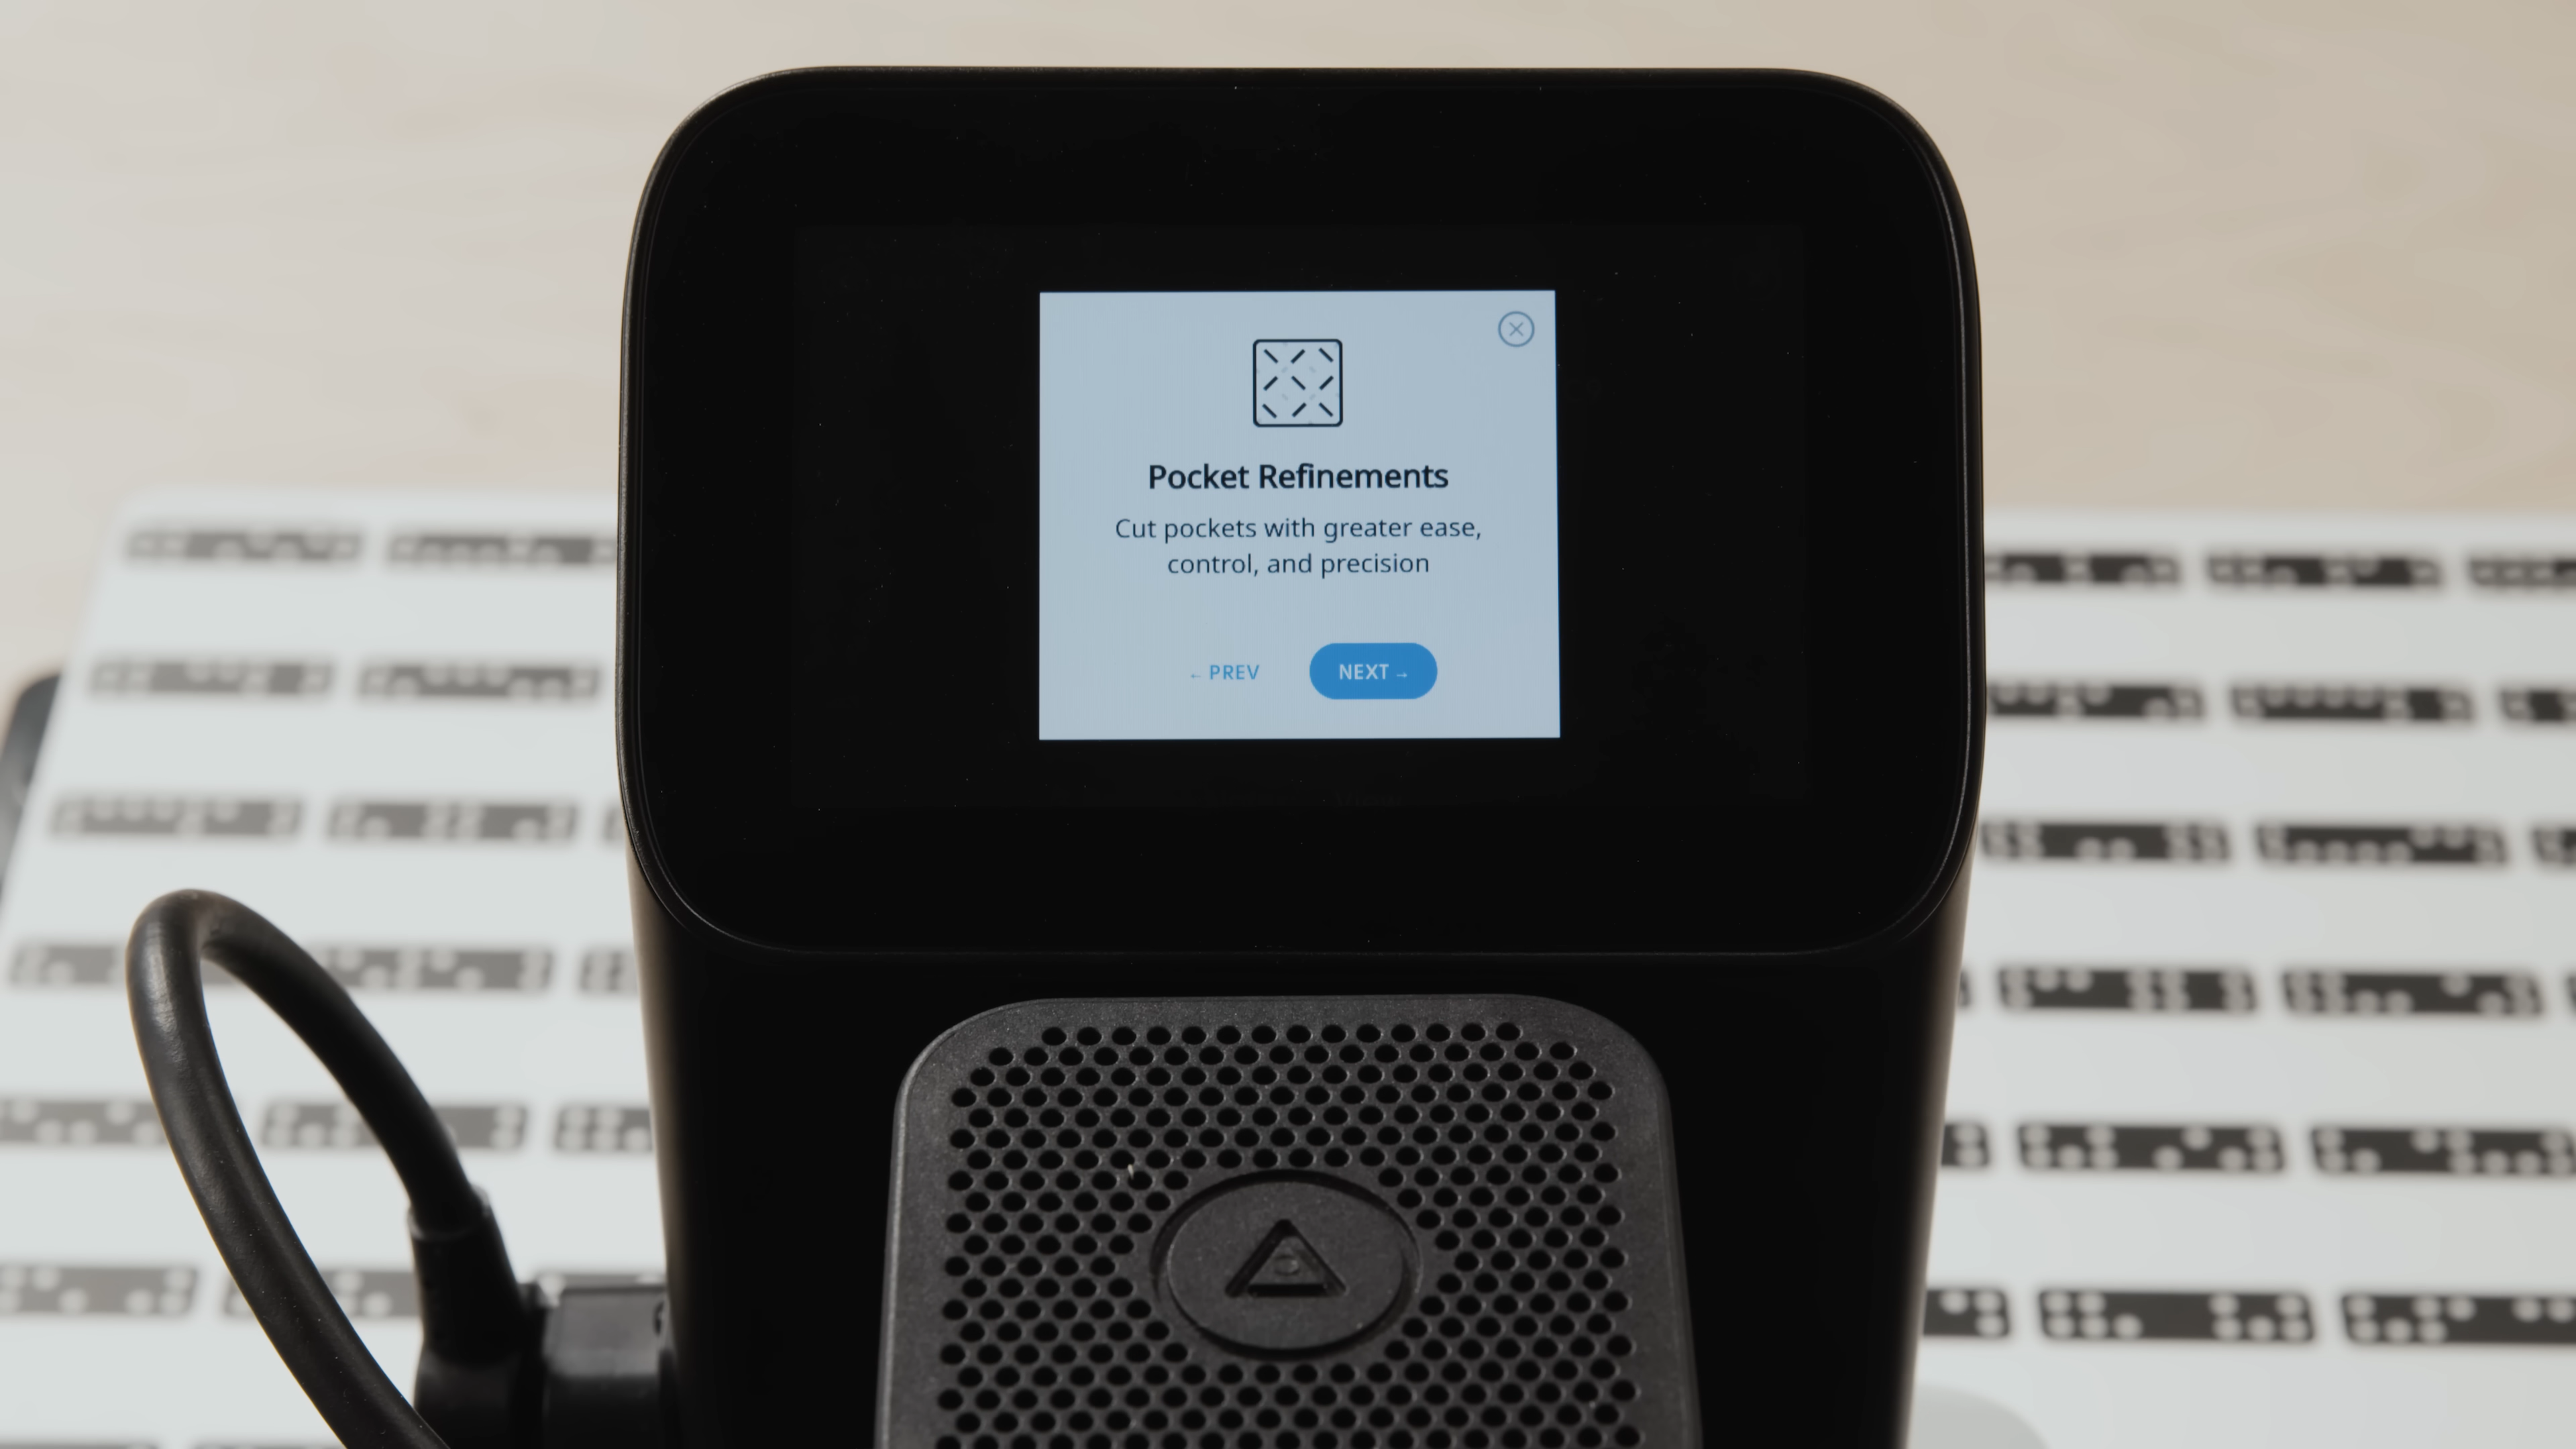 Pocket Refinements
Cut pockets with greater ease,
control, and precision
← PREV
NEXT →